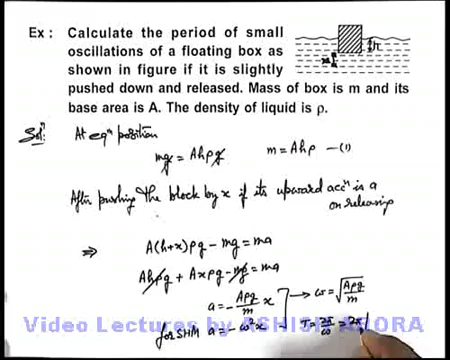 Ex : Calculate the period of small
oscillations of a floating box as
shown in figure if it is slightly
pushed down and released. Mass of box is m and its
base area is A. The density of liquid is ρ.
h
x
Solⁿ At eqⁿ position
mg = Ahρg m = Ahρ —(1)
After pushing the block by x if its upward accⁿ is a
on releasing
⇒ A(h+x)ρg - mg = ma
Ahρg + Axρg - mg = ma
a = - Aρg/m x → ω = √(Aρg/m)
for SHM a = -ω²x → T = 2π/ω = 2π
Video Lectures by ASHISH ARORA